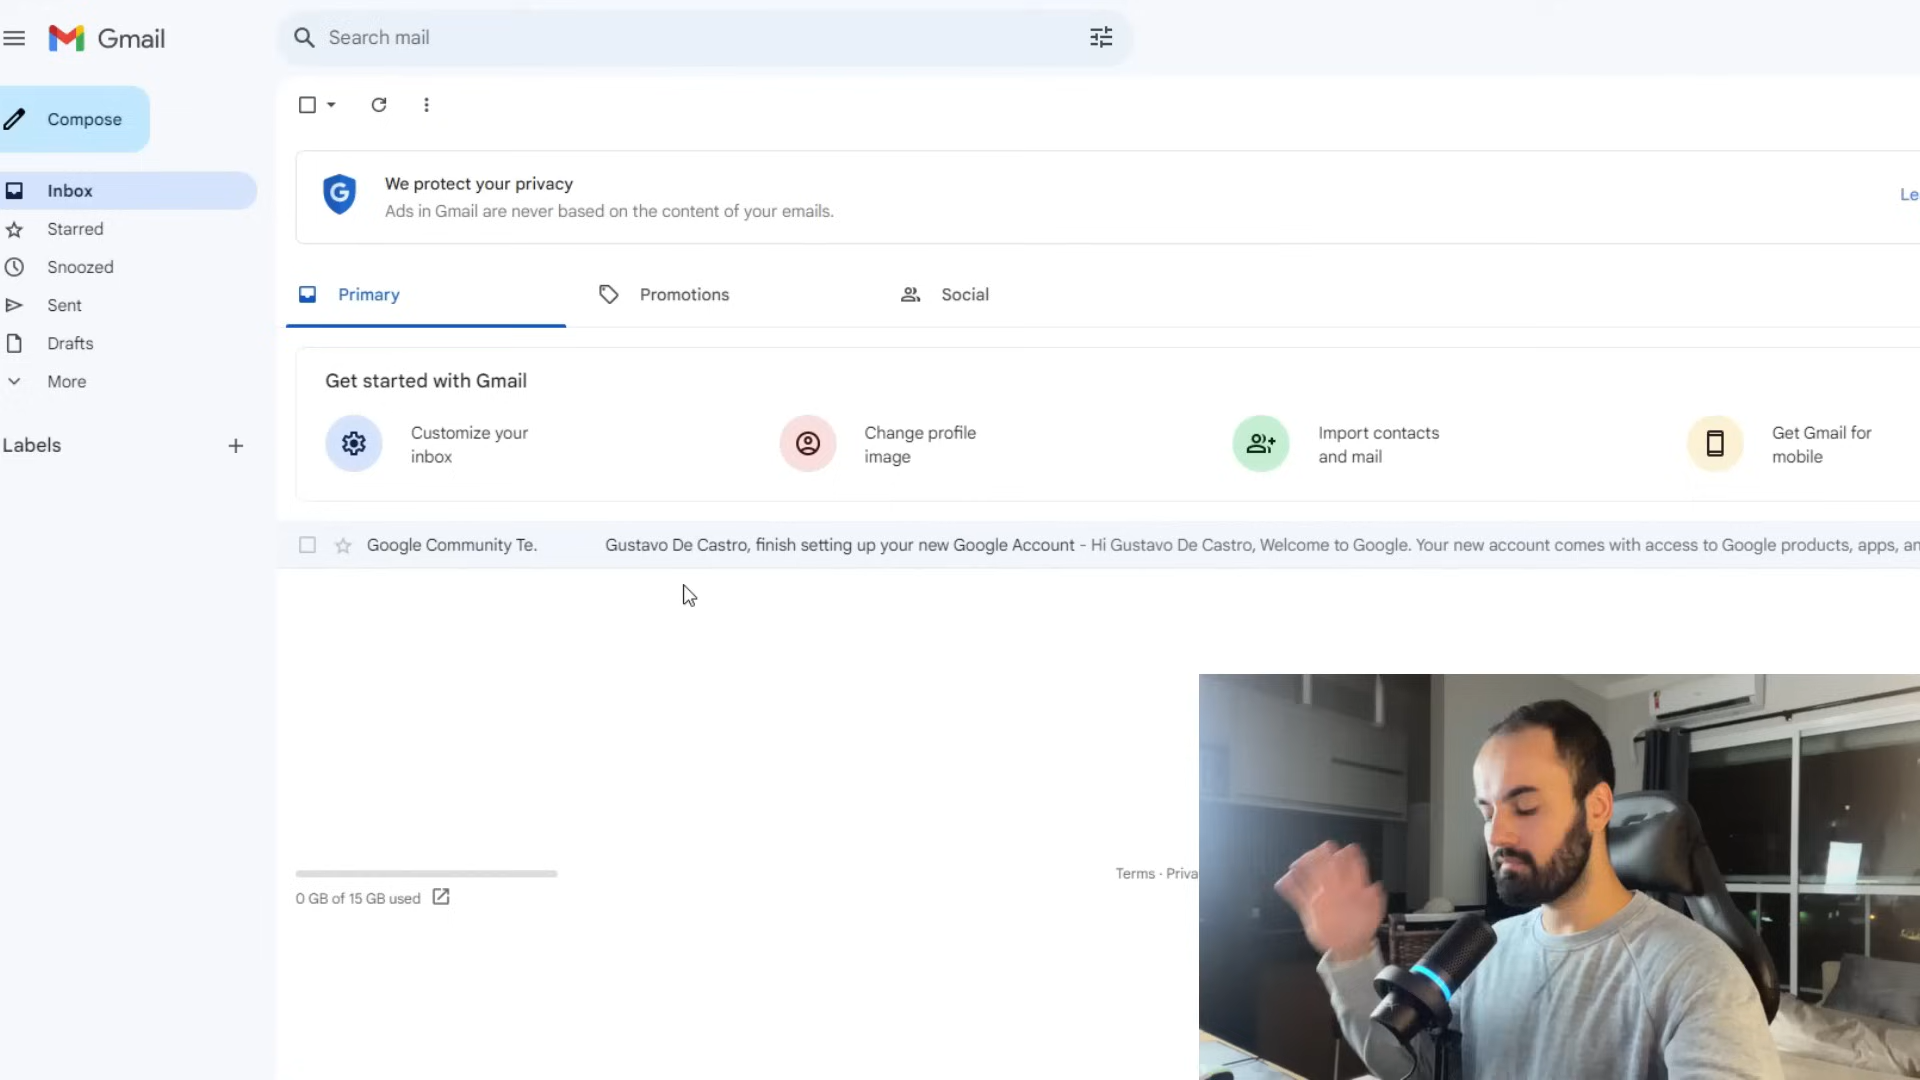 Gmail
Search mail
Compose
Inbox
Starred
Snoozed
Sent
Drafts
More
Labels
We protect your privacy
Ads in Gmail are never based on the content of your emails.
Le
Primary
Promotions
Social
Get started with Gmail
Customize your
inbox
Change profile
image
Import contacts
and mail
Get Gmail for
mobile
Google Community Te.
Gustavo De Castro, finish setting up your new Google Account - Hi Gustavo De Castro, Welcome to Google. Your new account comes with access to Google products, apps, an
Terms · Priva
0 GB of 15 GB used